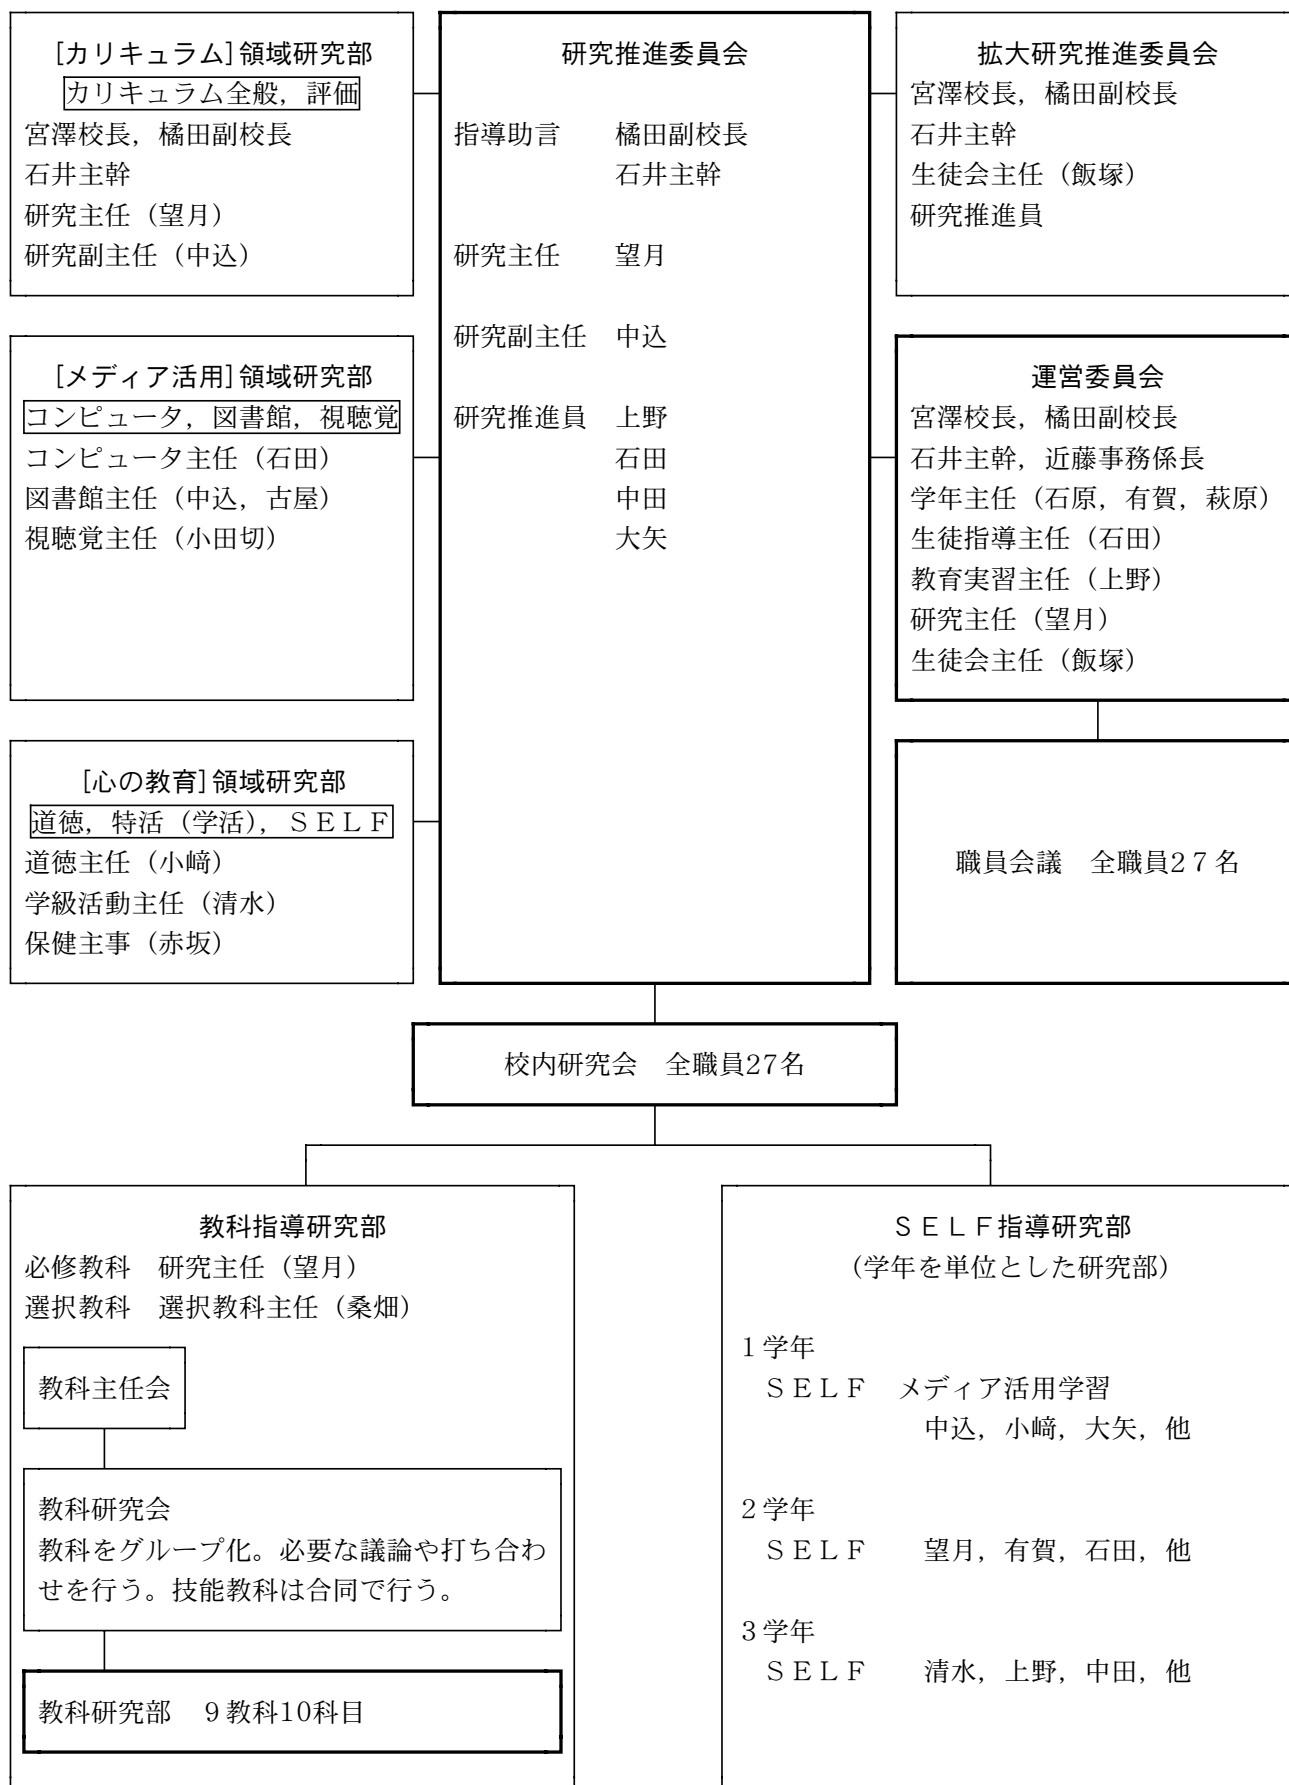 [カリキュラム]領域研究部
カリキュラム全般，評価
宮澤校長，橘田副校長
石井主幹
研究主任（望月）
研究副主任（中込）
[メディア活用]領域研究部
コンピュータ，図書館，視聴覚
コンピュータ主任（石田）
図書館主任（中込，古屋）
視聴覚主任（小田切）
[心の教育]領域研究部
道徳，特活（学活），ＳＥＬＦ
道徳主任（小﨑）
学級活動主任（清水）
保健主事（赤坂）
研究推進委員会
指導助言　　橘田副校長
石井主幹
研究主任　　望月
研究副主任　中込
研究推進員　上野
石田
中田
大矢
拡大研究推進委員会
宮澤校長，橘田副校長
石井主幹
生徒会主任（飯塚）
研究推進員
運営委員会
宮澤校長，橘田副校長
石井主幹，近藤事務係長
学年主任（石原，有賀，萩原）
生徒指導主任（石田）
教育実習主任（上野）
研究主任（望月）
生徒会主任（飯塚）
職員会議　全職員2７名
校内研究会　全職員27名
教科指導研究部
必修教科　研究主任（望月）
選択教科　選択教科主任（桑畑）
教科主任会
教科研究会
教科をグループ化。必要な議論や打ち合わ
せを行う。技能教科は合同で行う。
教科研究部　９教科10科目
ＳＥＬＦ指導研究部
（学年を単位とした研究部）
１学年
ＳＥＬＦ　メディア活用学習
中込，小﨑，大矢，他
２学年
ＳＥＬＦ　　望月，有賀，石田，他
３学年
ＳＥＬＦ　　清水，上野，中田，他